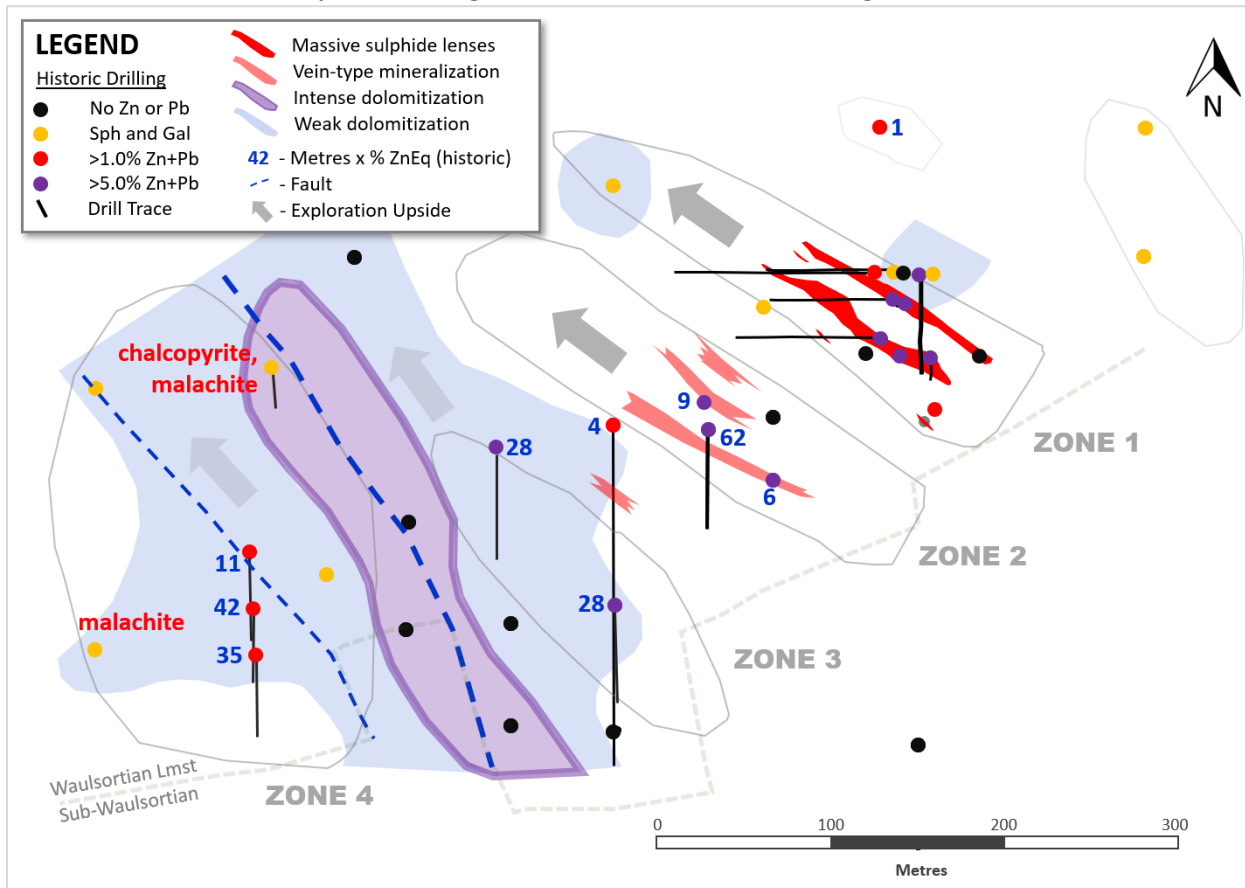 LEGEND
Historic Drilling
No Zn or Pb
Sph and Gal
>1.0% Zn+Pb
>5.0% Zn+Pb
Drill Trace
Massive sulphide lenses
Vein-type mineralization
Intense dolomitization
Weak dolomitization
42 - Metres x % ZnEq (historic)
- Fault
- Exploration Upside
N
1
chalcopyrite,
malachite
9
4
62
28
6
ZONE 1
ZONE 2
11
42
28
malachite
35
ZONE 3
Waulsortian Lmst
Sub-Waulsortian
ZONE 4
0
100
200
300
Metres